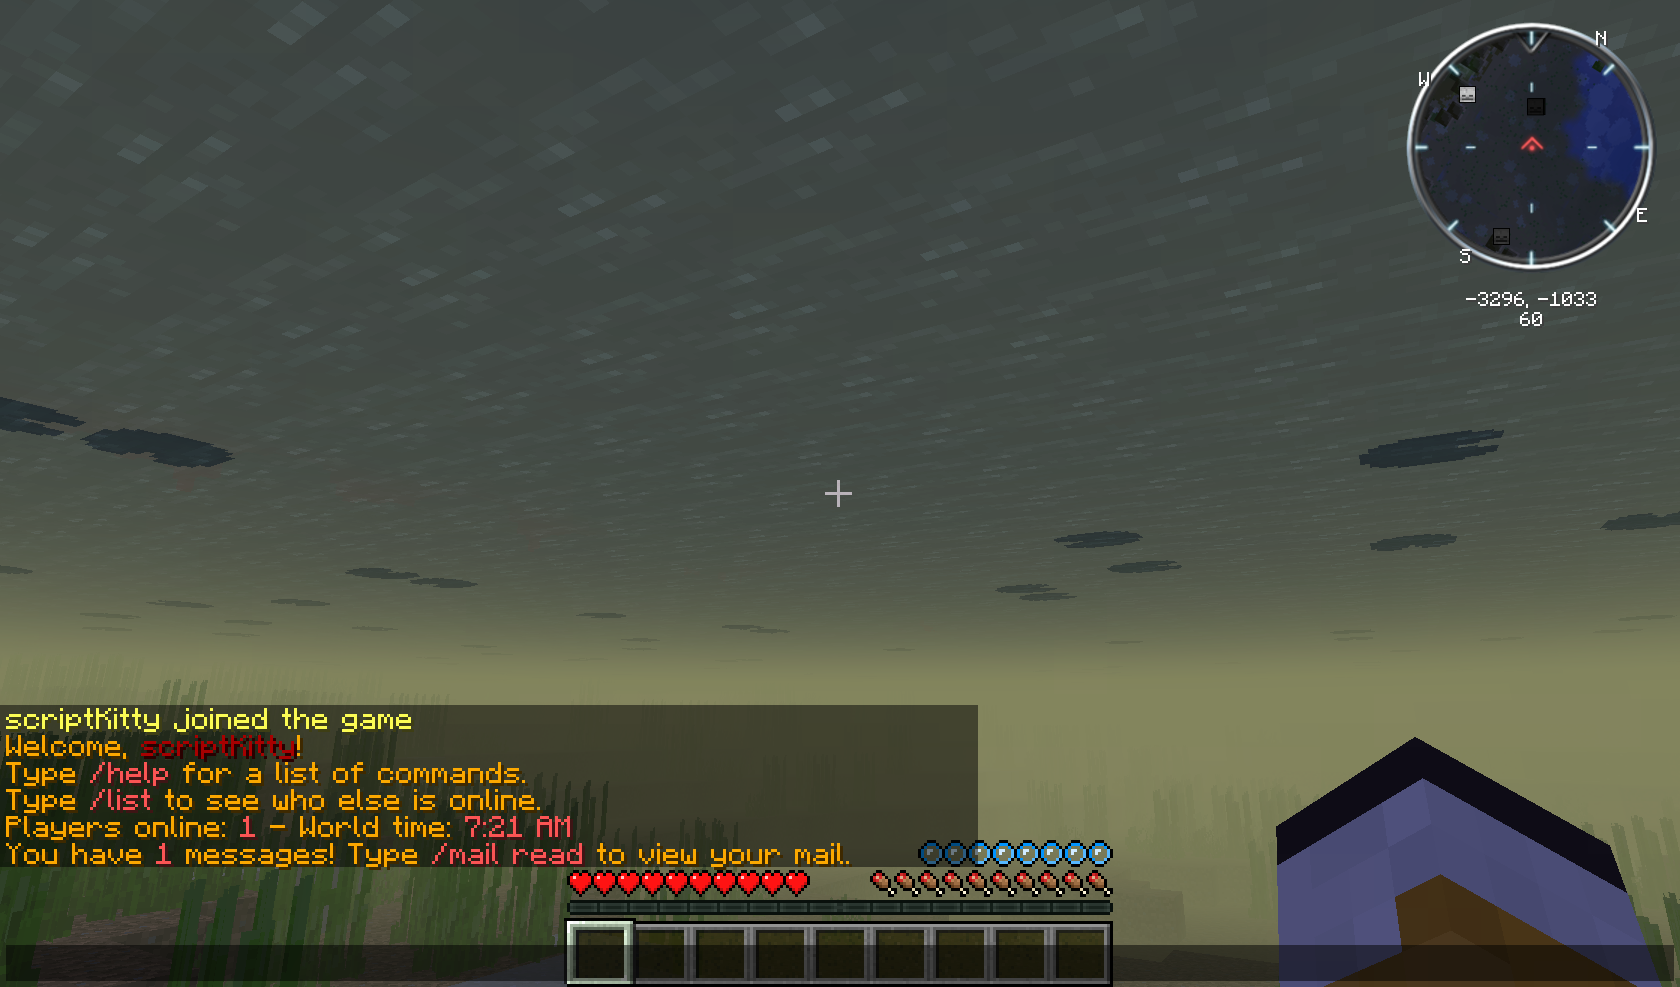 N
W
E
S
-3296, -1033
60
scriptKitty joined the game
Welcome, scriptKitty!
Type /help for a list of commands.
Type /list to see who else is online.
Players online: 1 - World time: 7:21 AM
You have 1 messages! Type /mail read to view your mail.